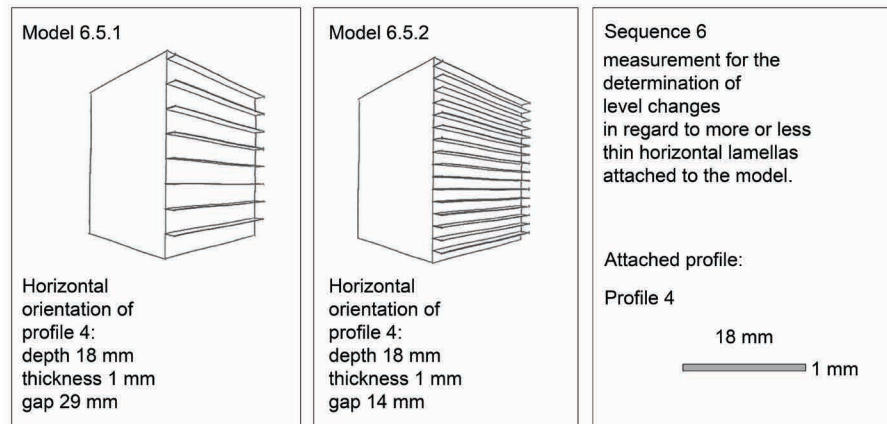 Model 6.5.1
Horizontal
orientation of
profile 4:
depth 18 mm
thickness 1 mm
gap 29 mm
Model 6.5.2
Horizontal
orientation of
profile 4:
depth 18 mm
thickness 1 mm
gap 14 mm
Sequence 6
measurement for the
determination of
level changes
in regard to more or less
thin horizontal lamellas
attached to the model.
Attached profile:
Profile 4
18 mm
1 mm